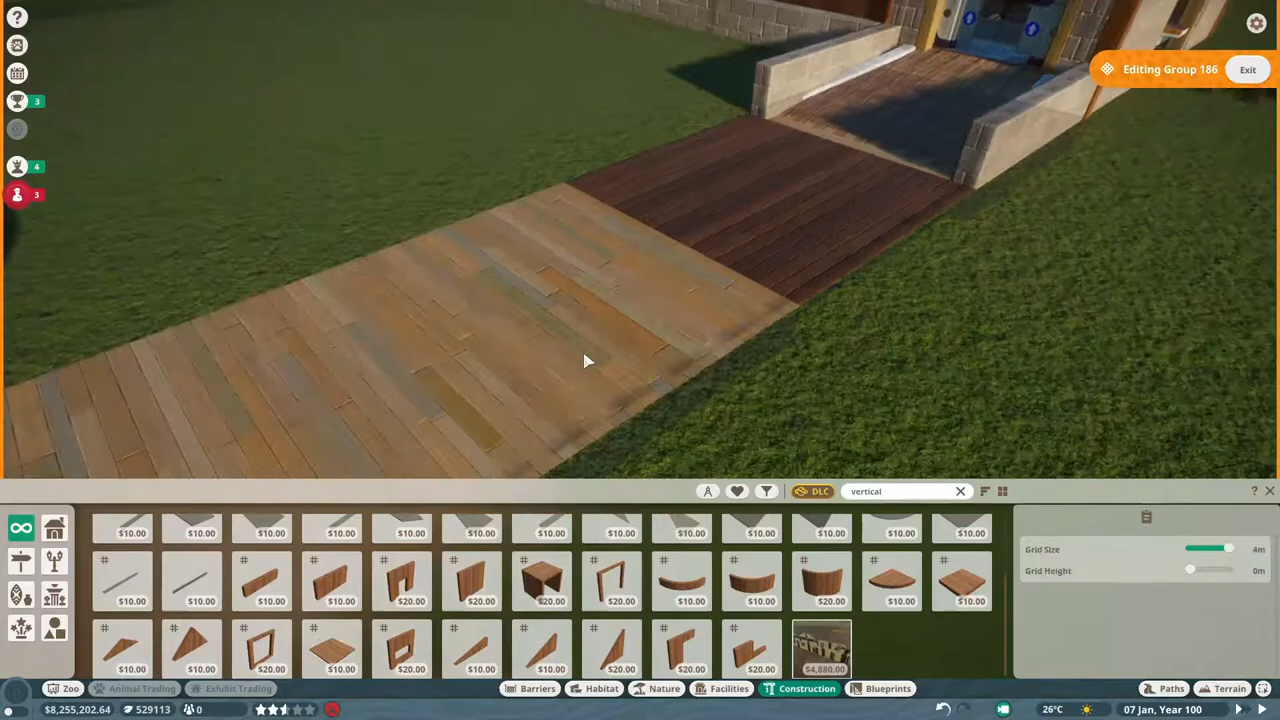 ?
Editing Group 186 Exit
3
4
3
DLC vertical
? ×
$10.00 $10.00 $10.00 $10.00 $10.00 $10.00 $10.00 $10.00 $10.00 $10.00 $10.00 $10.00 $10.00
$10.00 $10.00 $10.00 $10.00 $20.00 $20.00 $20.00 $20.00 $10.00 $10.00 $20.00 $10.00 $10.00
$10.00 $10.00 $20.00 $10.00 $20.00 $10.00 $10.00 $20.00 $20.00 $20.00 $4,880.00
Grid Size 4m
Grid Height 0m
Zoo Animal Trading Exhibit Trading Barriers Habitat Nature Facilities Construction Blueprints Paths Terrain
$8,255,202.64 529113 0 26°C 07 Jan, Year 100